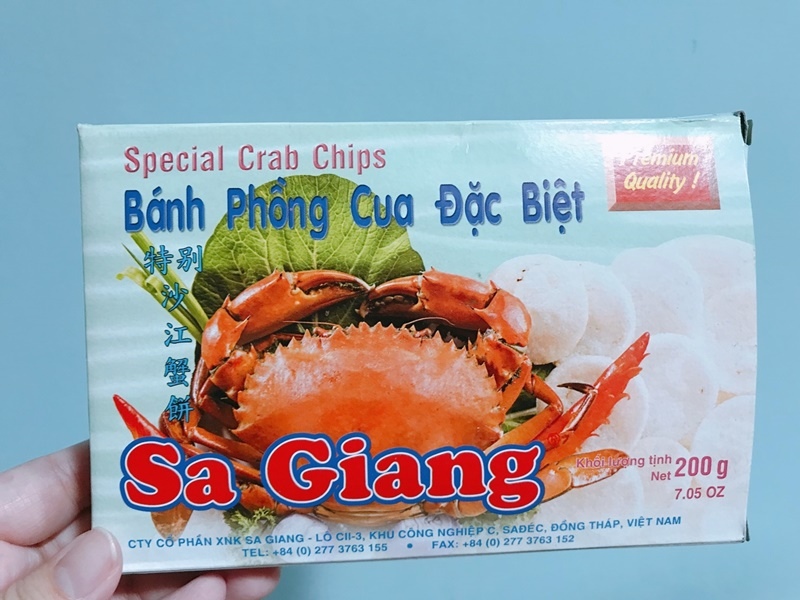 Special Crab Chips
Premium
Quality !
Bánh Phồng Cua Đặc Biệt
特别
沙
江
蟹
餅
Sa Giang®
Khối lượng tịnh
Net 200 g
7.05 OZ
CTY CỔ PHẦN XNK SA GIANG - LÔ CII-3, KHU CÔNG NGHIỆP C, SAĐÉC, ĐỒNG THÁP, VIỆT NAM
TEL: +84 (0) 277 3763 155 • FAX: +84 (0) 277 3763 152